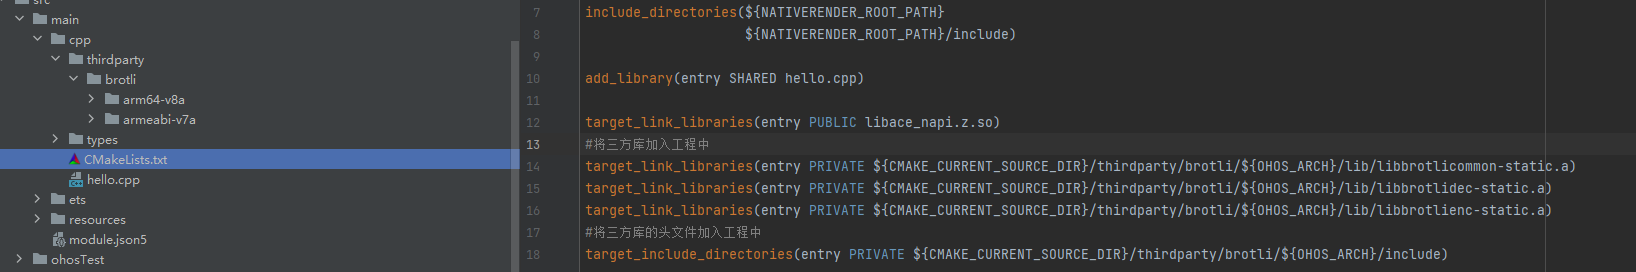 src
main
cpp
thirdparty
brotli
arm64-v8a
armeabi-v7a
types
CMakeLists.txt
hello.cpp
ets
resources
module.json5
ohosTest
7 include_directories(${NATIVERENDER_ROOT_PATH}
8 ${NATIVERENDER_ROOT_PATH}/include)
9
10 add_library(entry SHARED hello.cpp)
11
12 target_link_libraries(entry PUBLIC libace_napi.z.so)
13 #将三方库加入工程中
14 target_link_libraries(entry PRIVATE ${CMAKE_CURRENT_SOURCE_DIR}/thirdparty/brotli/${OHOS_ARCH}/lib/libbrotlicommon-static.a)
15 target_link_libraries(entry PRIVATE ${CMAKE_CURRENT_SOURCE_DIR}/thirdparty/brotli/${OHOS_ARCH}/lib/libbrotlidec-static.a)
16 target_link_libraries(entry PRIVATE ${CMAKE_CURRENT_SOURCE_DIR}/thirdparty/brotli/${OHOS_ARCH}/lib/libbrotlienc-static.a)
17 #将三方库的头文件加入工程中
18 target_include_directories(entry PRIVATE ${CMAKE_CURRENT_SOURCE_DIR}/thirdparty/brotli/${OHOS_ARCH}/include)